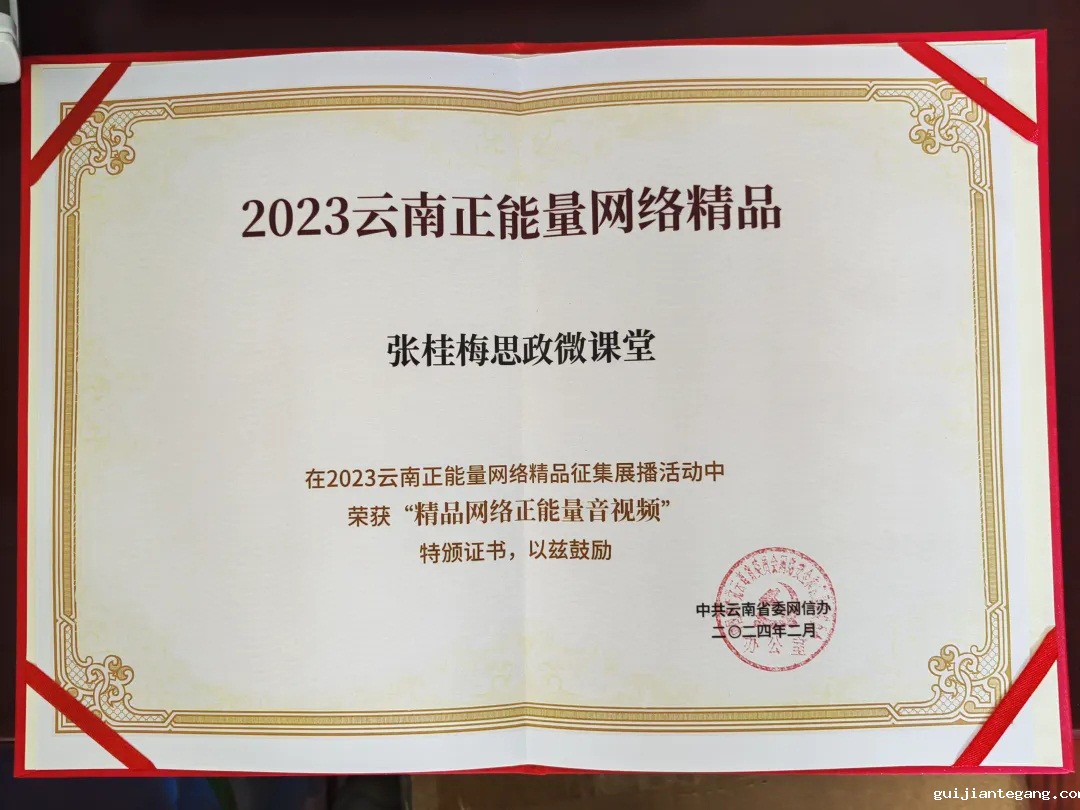 2023云南正能量网络精品
张桂梅思政微课堂
在2023云南正能量网络精品征集展播活动中
荣获“精品网络正能量音视频”
特颁证书，以兹鼓励
中共云南省委网信办
二〇二四年二月
办公室
guijiantegang.com